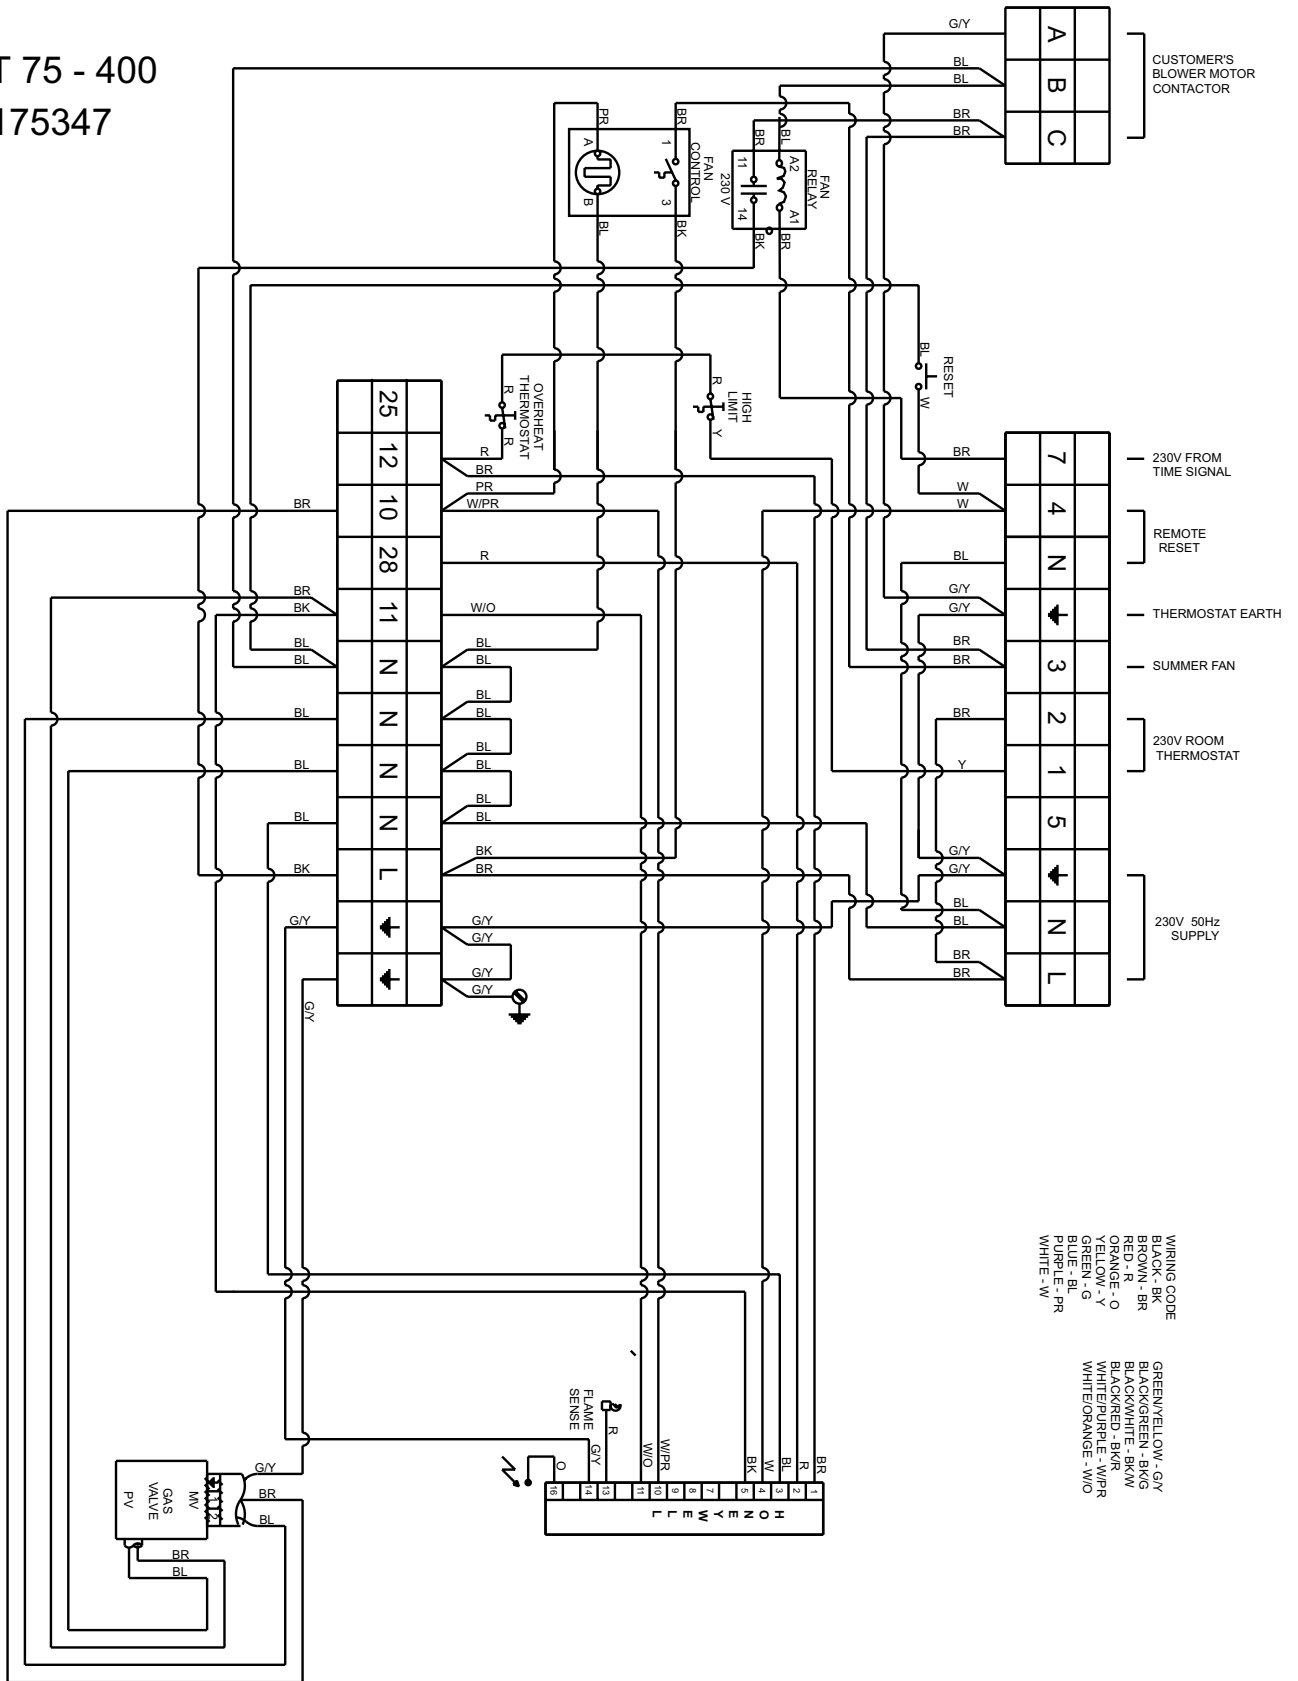 T 75 - 400
175347
G/Y
A
BL
BL
B
BR
BR
C
CUSTOMER'S
BLOWER MOTOR
CONTACTOR
PR
A
B
BL
BR
1
3
BK
FAN
CONTROL
BR
11
14
BK
BL
A2
A1
BR
FAN
RELAY
230 V
BL
RESET
W
R
OVERHEAT
THERMOSTAT
R
R
HIGH
LIMIT
Y
25
12
R
BR
BR
10
PR
W/PR
28
R
BR
BK
11
W/O
BL
BL
N
BL
BL
BL
N
BL
BL
BL
N
BL
BL
BL
N
BL
BL
BK
L
BK
BR
G/Y
G/Y
G/Y
G/Y
G/Y
G/Y
BR
7
230V FROM
TIME SIGNAL
W
W
4
REMOTE
RESET
BL
N
G/Y
G/Y
THERMOSTAT EARTH
BR
BR
3
SUMMER FAN
BR
2
230V ROOM
THERMOSTAT
Y
1
5
G/Y
G/Y
BL
BL
N
230V 50Hz
SUPPLY
BR
BR
L
WIRING CODE
BLACK - BK
BROWN - BR
RED - R
ORANGE - O
YELLOW - Y
GREEN - G
BLUE - BL
PURPLE - PR
WHITE - W
GREEN/YELLOW - G/Y
BLACK/GREEN - BK/G
BLACK/WHITE - BK/W
BLACK/RED - BK/R
WHITE/PURPLE - W/PR
WHITE/ORANGE - W/O
FLAME
SENSE
O
G/Y
R
W/O
W/PR
BK
W
BL
R
BR
16
14
13
11
10
9
8
7
5
4
3
2
1
HONEYWELL
G/Y
BR
BL
MV
GAS
VALVE
PV
1
2
BR
BL